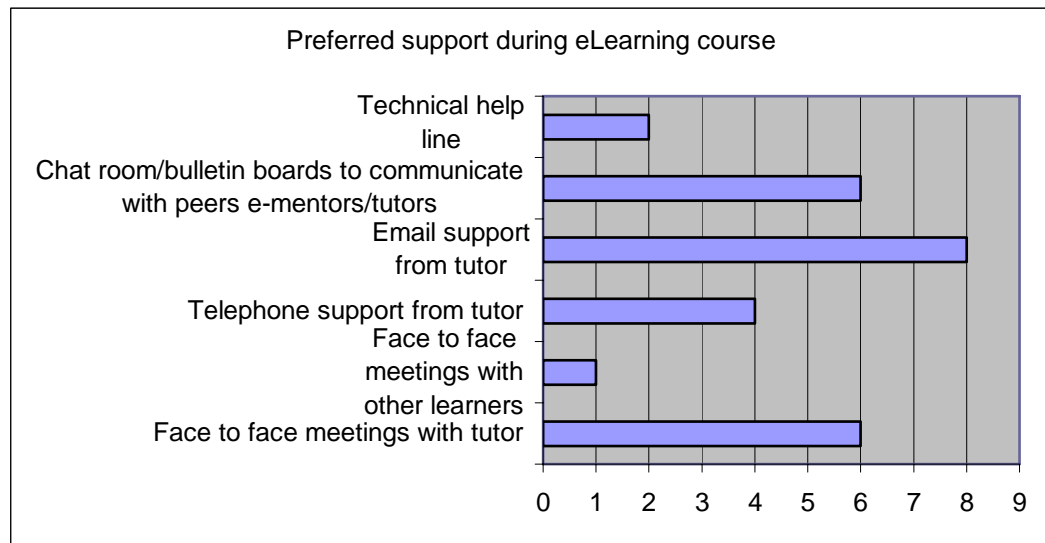 Preferred support during eLearning course
Technical help
line
Chat room/bulletin boards to communicate
with peers e-mentors/tutors
Email support
from tutor
Telephone support from tutor
Face to face
meetings with
other learners
Face to face meetings with tutor
0 1 2 3 4 5 6 7 8 9